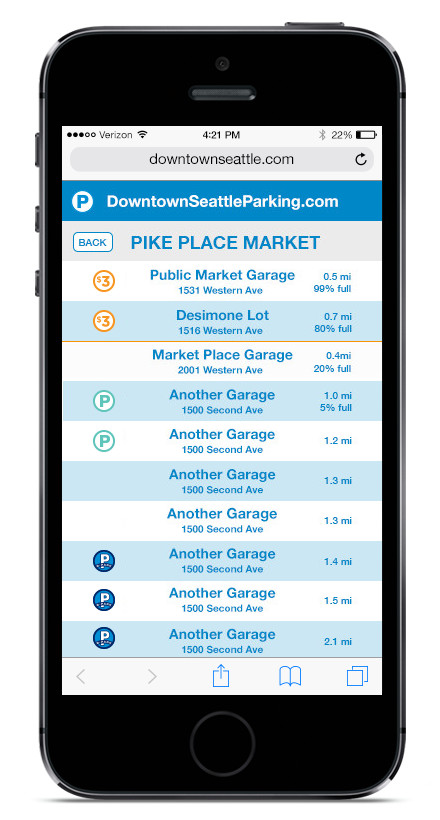 Verizon 4:21 PM 22%
downtownseattle.com
P DowntownSeattleParking.com
BACK PIKE PLACE MARKET
$3 Public Market Garage 0.5 mi
1531 Western Ave 99% full
$3 Desimone Lot 0.7 mi
1516 Western Ave 80% full
Market Place Garage 0.4mi
2001 Western Ave 20% full
P Another Garage 1.0 mi
1500 Second Ave 5% full
P Another Garage 1.2 mi
1500 Second Ave
Another Garage 1.3 mi
1500 Second Ave
Another Garage 1.3 mi
1500 Second Ave
P Another Garage 1.4 mi
1500 Second Ave
P Another Garage 1.5 mi
1500 Second Ave
P Another Garage 2.1 mi
1500 Second Ave